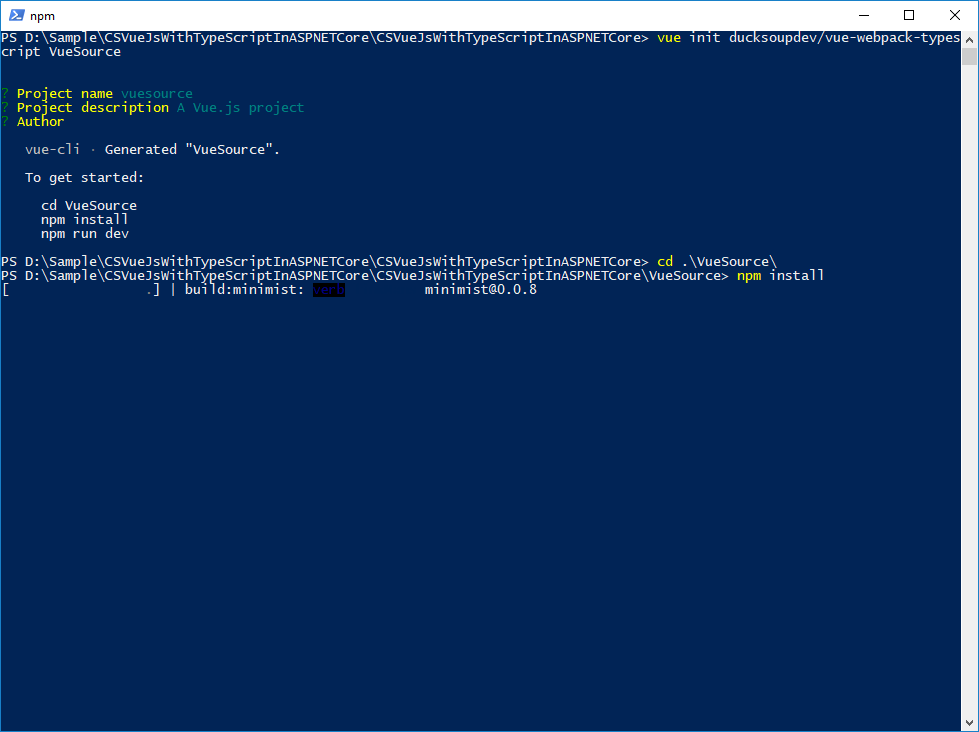 npm
PS D:\Sample\CSVueJsWithTypeScriptInASPNETCore\CSVueJsWithTypeScriptInASPNETCore> vue init ducksoupdev/vue-webpack-types
cript VueSource
? Project name vuesource
? Project description A Vue.js project
? Author
vue-cli · Generated "VueSource".
To get started:
cd VueSource
npm install
npm run dev
PS D:\Sample\CSVueJsWithTypeScriptInASPNETCore\CSVueJsWithTypeScriptInASPNETCore> cd .\VueSource\
PS D:\Sample\CSVueJsWithTypeScriptInASPNETCore\CSVueJsWithTypeScriptInASPNETCore\VueSource> npm install
[ .] | build:minimist: verb minimist@0.0.8